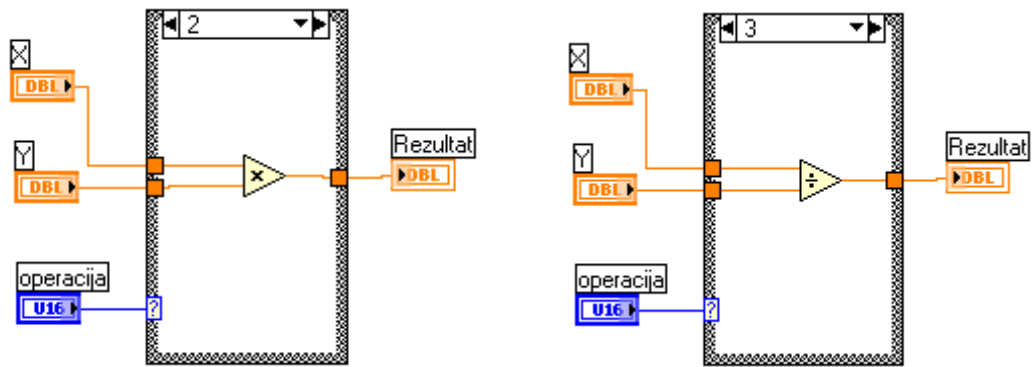 2
X
DBL
Y
DBL
×
Rezultat
DBL
operacija
U16
?
3
X
DBL
Y
DBL
÷
Rezultat
DBL
operacija
U16
?